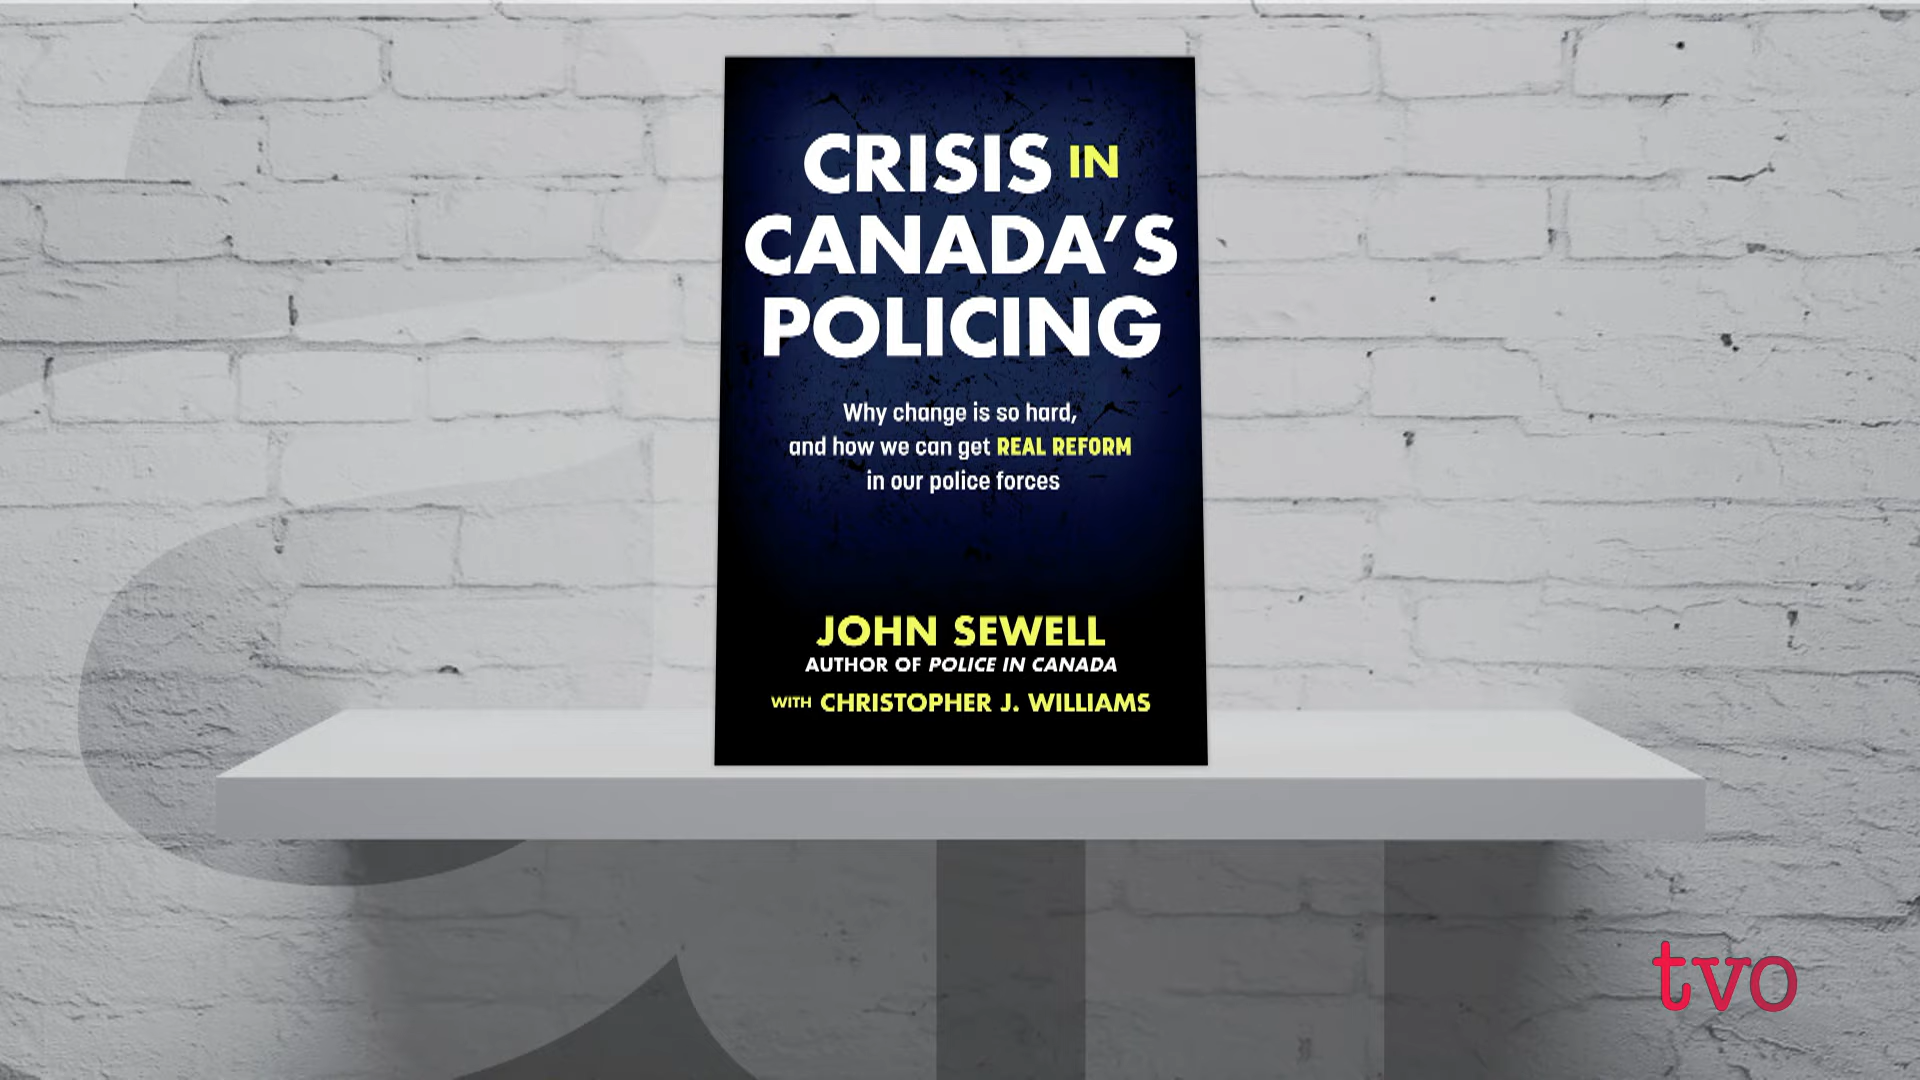 CRISIS IN
CANADA'S
POLICING
Why change is so hard,
and how we can get REAL REFORM
in our police forces
JOHN SEWELL
AUTHOR OF POLICE IN CANADA
WITH CHRISTOPHER J. WILLIAMS
tvo